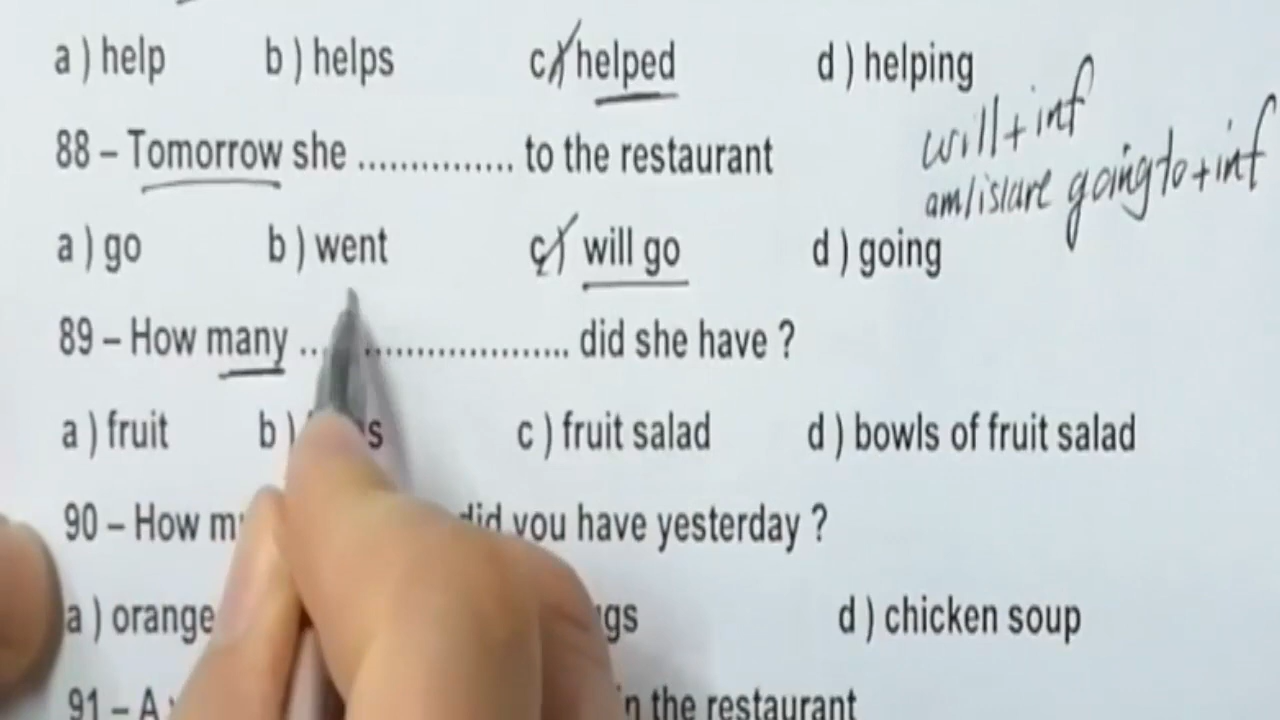 a ) help b ) helps c ) helped d ) helping
will + inf
88 – Tomorrow she ............... to the restaurant
am/is/are going to + inf
a ) go b ) went c ) will go d ) going
89 – How many ........................... did she have ?
a ) fruit b ) c ) fruit salad d ) bowls of fruit salad
90 – How did you have yesterday ?
a ) orange d ) chicken soup
91 – A in the restaurant